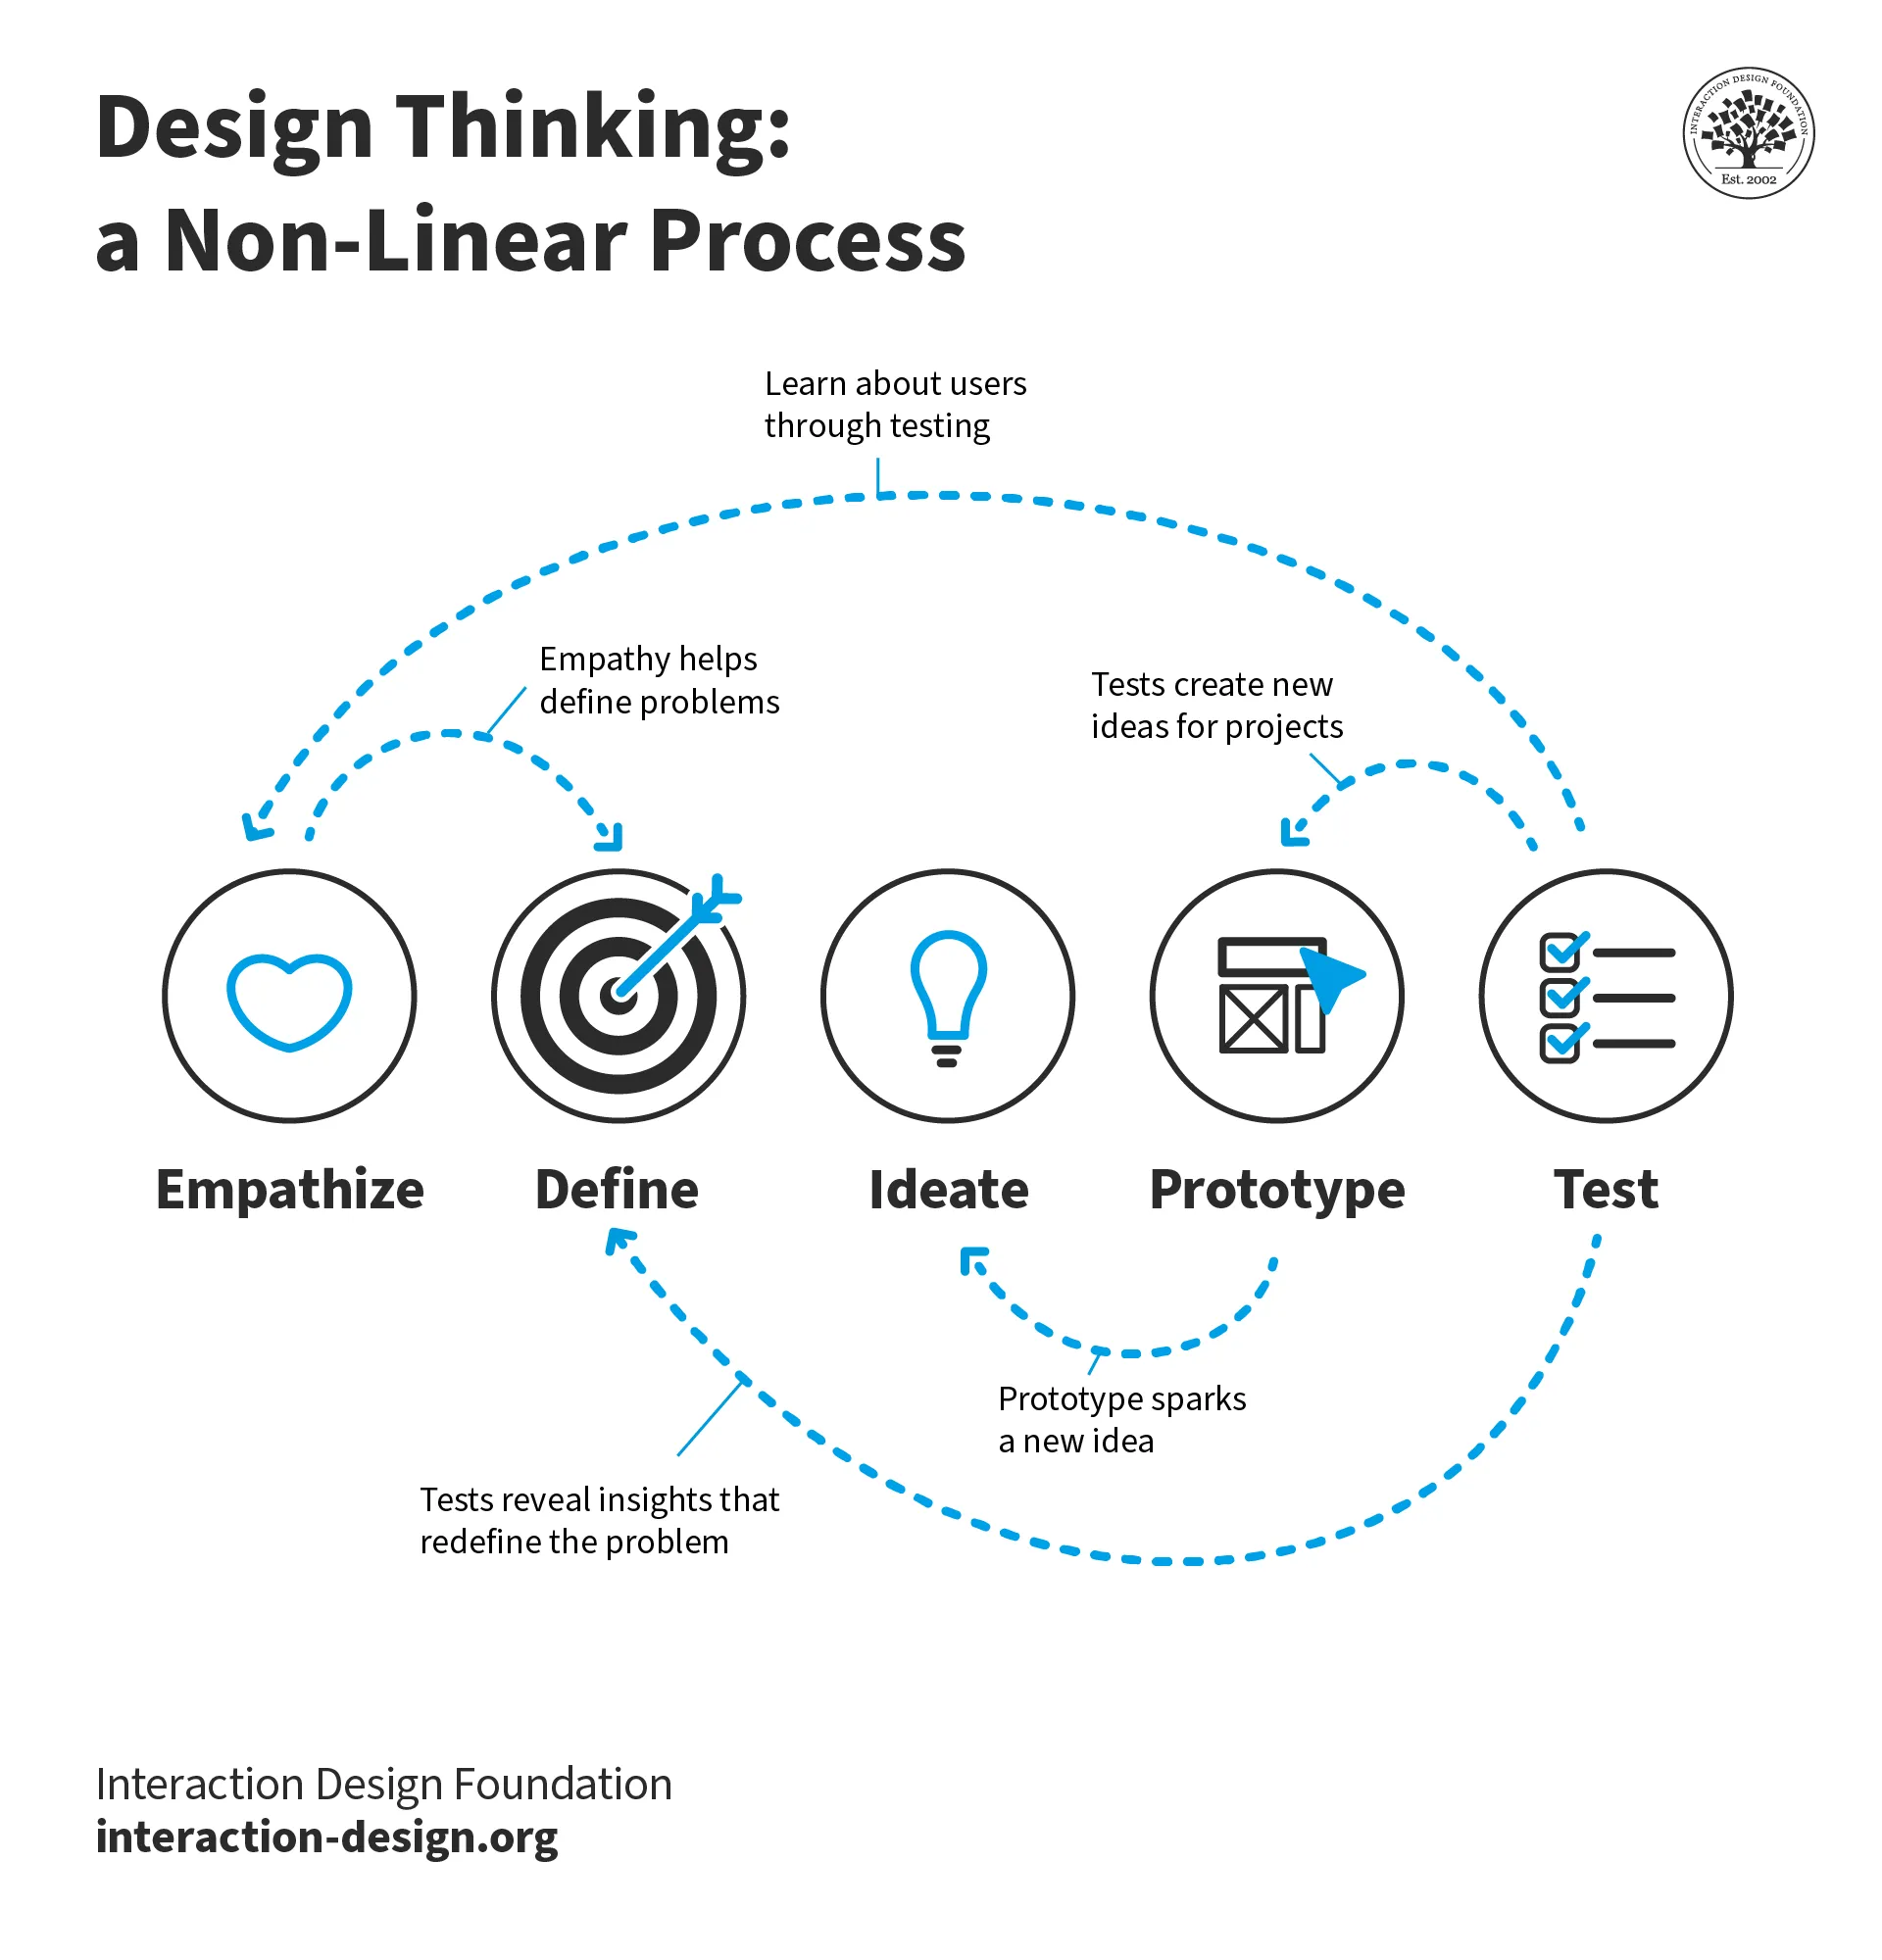 Design Thinking:
a Non-Linear Process
INTERACTION DESIGN FOUNDATION
Est. 2002
Learn about users
through testing
Empathy helps
define problems
Tests create new
ideas for projects
Empathize
Define
Ideate
Prototype
Test
Prototype sparks
a new idea
Tests reveal insights that
redefine the problem
Interaction Design Foundation
interaction-design.org